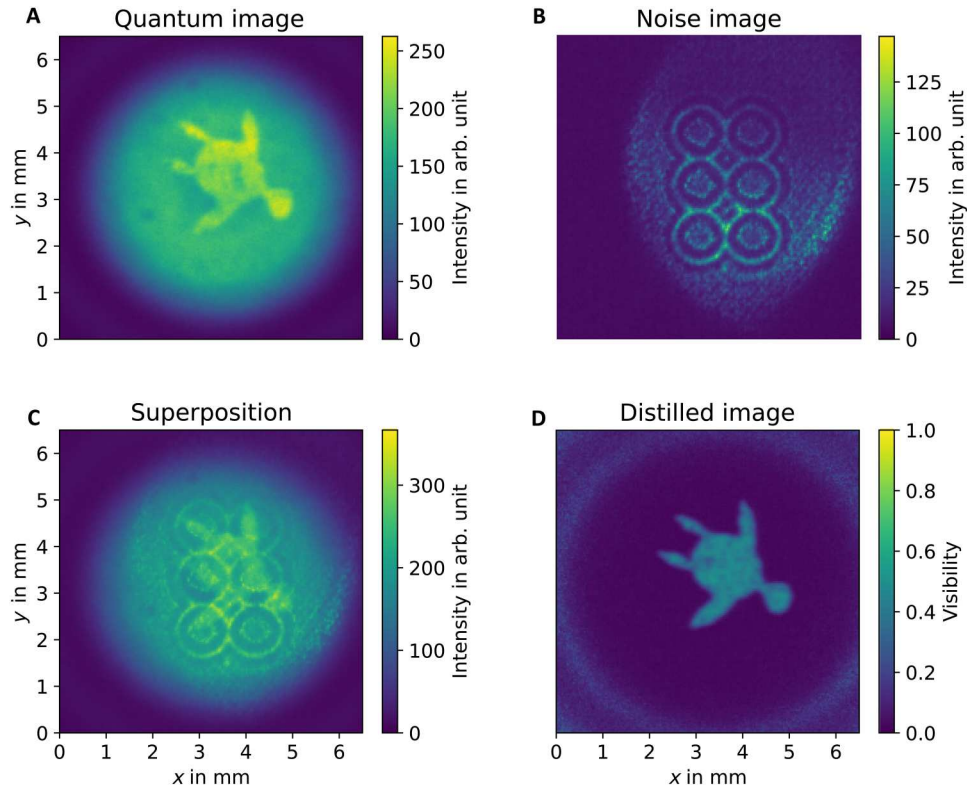 A
Quantum image
6
5
4
3
2
1
0
y in mm
250
200
150
100
50
0
Intensity in arb. unit
B
Noise image
125
100
75
50
25
0
Intensity in arb. unit
C
Superposition
6
5
4
3
2
1
0
y in mm
0 1 2 3 4 5 6
x in mm
300
200
100
0
Intensity in arb. unit
D
Distilled image
0 1 2 3 4 5 6
x in mm
1.0
0.8
0.6
0.4
0.2
0.0
Visibility